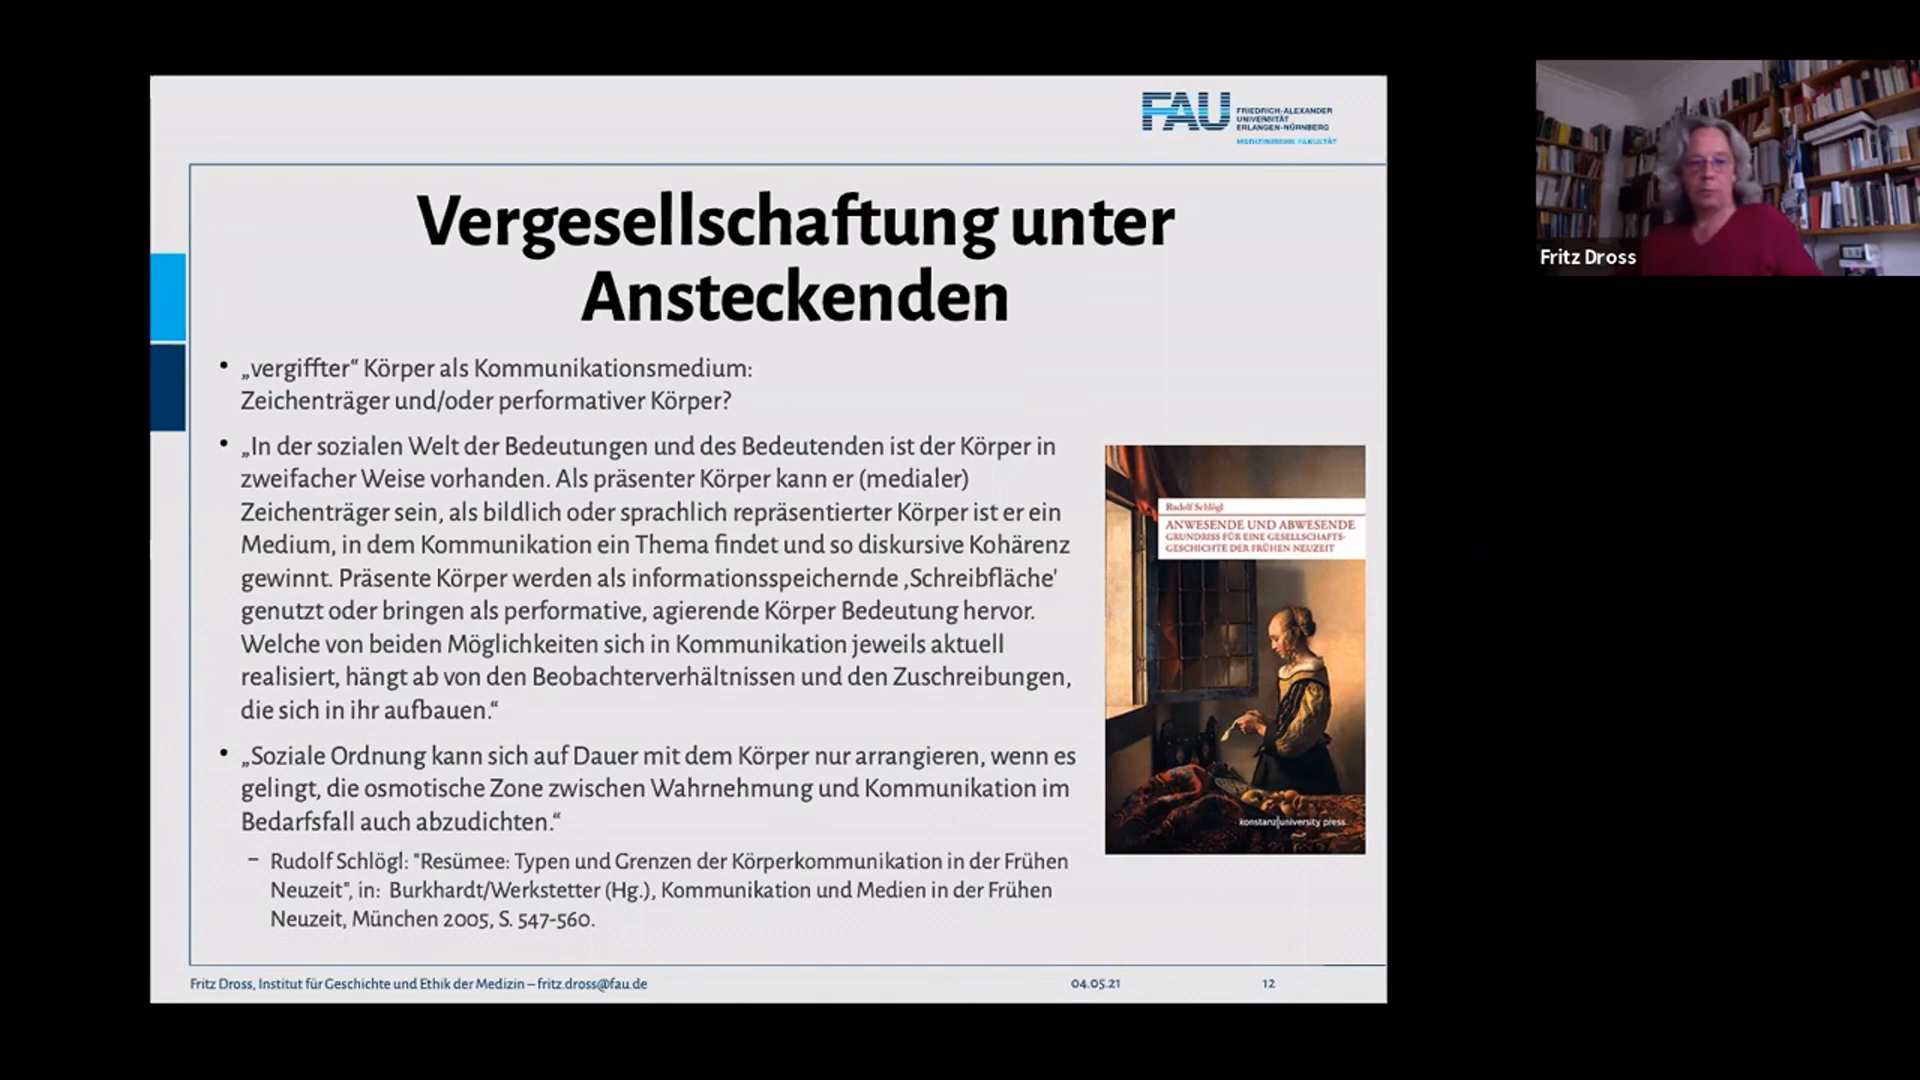 FAU
FRIEDRICH-ALEXANDER
UNIVERSITÄT
ERLANGEN-NÜRNBERG
MEDIZINISCHE FAKULTÄT
Fritz Dross
Vergesellschaftung unter
Ansteckenden
• „vergiffter“ Körper als Kommunikationsmedium:
Zeichenträger und/oder performativer Körper?
• „In der sozialen Welt der Bedeutungen und des Bedeutenden ist der Körper in
zweifacher Weise vorhanden. Als präsenter Körper kann er (medialer)
Zeichenträger sein, als bildlich oder sprachlich repräsentierter Körper ist er ein
Medium, in dem Kommunikation ein Thema findet und so diskursive Kohärenz
gewinnt. Präsente Körper werden als informationsspeichernde ‚Schreibfläche'
genutzt oder bringen als performative, agierende Körper Bedeutung hervor.
Welche von beiden Möglichkeiten sich in Kommunikation jeweils aktuell
realisiert, hängt ab von den Beobachterverhältnissen und den Zuschreibungen,
die sich in ihr aufbauen.“
• „Soziale Ordnung kann sich auf Dauer mit dem Körper nur arrangieren, wenn es
gelingt, die osmotische Zone zwischen Wahrnehmung und Kommunikation im
Bedarfsfall auch abzudichten.“
– Rudolf Schlögl: "Resümee: Typen und Grenzen der Körperkommunikation in der Frühen
Neuzeit", in: Burkhardt/Werkstetter (Hg.), Kommunikation und Medien in der Frühen
Neuzeit, München 2005, S. 547-560.
Rudolf Schlögl
ANWESENDE UND ABWESENDE
GRUNDRISS FÜR EINE GESELLSCHAFTS-
GESCHICHTE DER FRÜHEN NEUZEIT
konstanz|university press
Fritz Dross, Institut für Geschichte und Ethik der Medizin – fritz.dross@fau.de
04.05.21
12